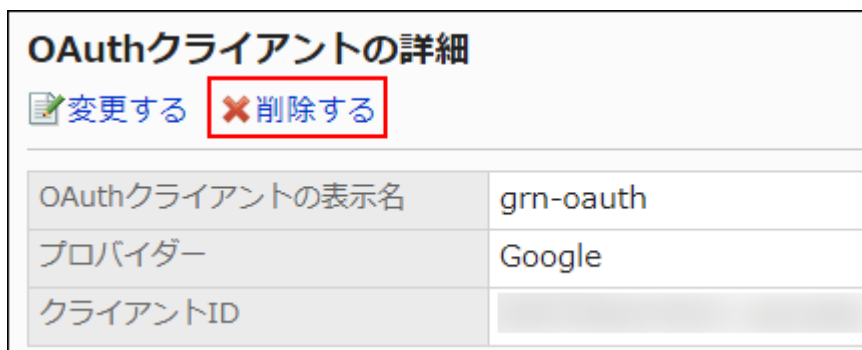 OAuthクライアントの詳細
変更する 削除する
OAuthクライアントの表示名 grn-oauth
プロバイダー Google
クライアントID